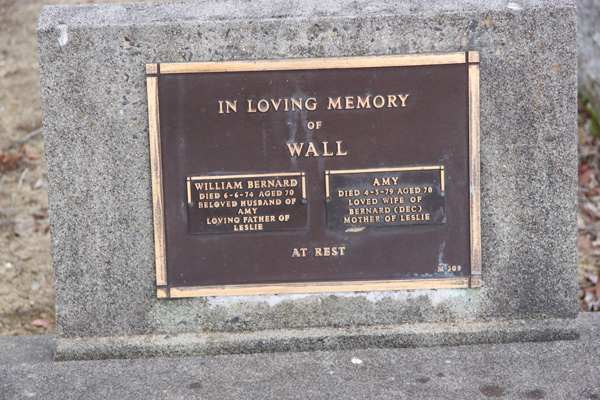 IN LOVING MEMORY
OF
WALL
WILLIAM BERNARD
DIED 6-6-74 AGED 70
BELOVED HUSBAND OF
AMY
LOVING FATHER OF
LESLIE
AMY
DIED 4-5-79 AGED 70
LOVED WIFE OF
BERNARD (DEC)
MOTHER OF LESLIE
AT REST